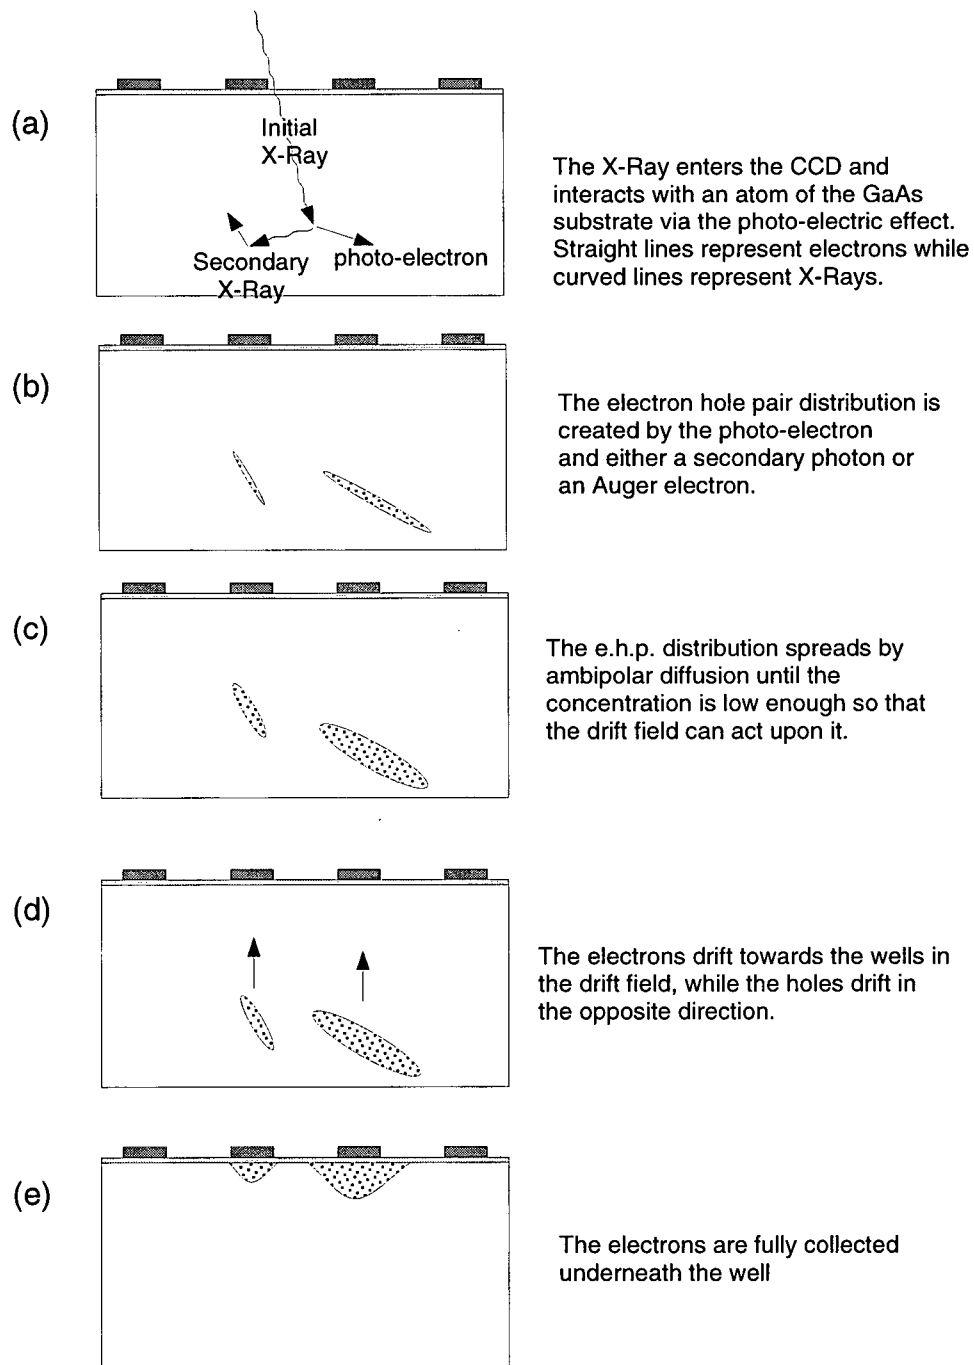 (a)
Initial
X-Ray
Secondary
X-Ray
photo-electron
The X-Ray enters the CCD and
interacts with an atom of the GaAs
substrate via the photo-electric effect.
Straight lines represent electrons while
curved lines represent X-Rays.
(b)
The electron hole pair distribution is
created by the photo-electron
and either a secondary photon or
an Auger electron.
(c)
The e.h.p. distribution spreads by
ambipolar diffusion until the
concentration is low enough so that
the drift field can act upon it.
(d)
The electrons drift towards the wells in
the drift field, while the holes drift in
the opposite direction.
(e)
The electrons are fully collected
underneath the well